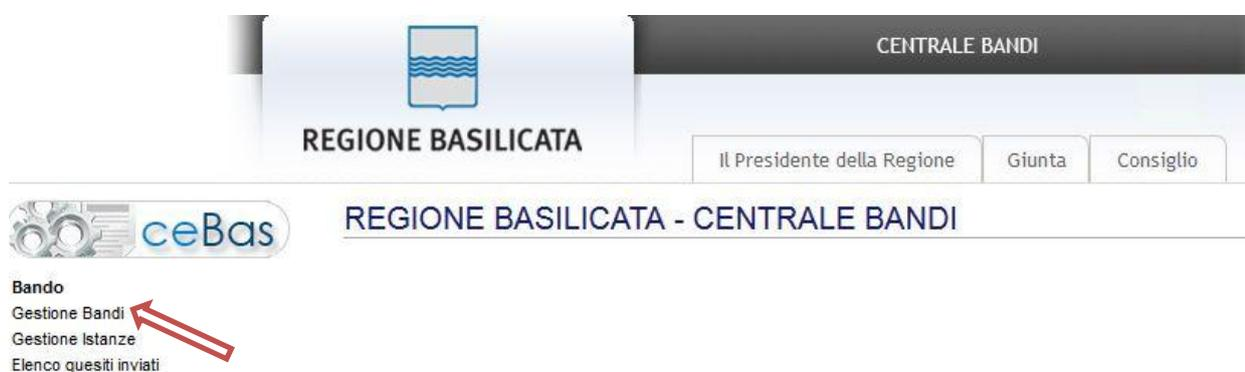 CENTRALE BANDI
REGIONE BASILICATA
Il Presidente della Regione
Giunta
Consiglio
ceBas
REGIONE BASILICATA - CENTRALE BANDI
Bando
Gestione Bandi
Gestione Istanze
Elenco quesiti inviati